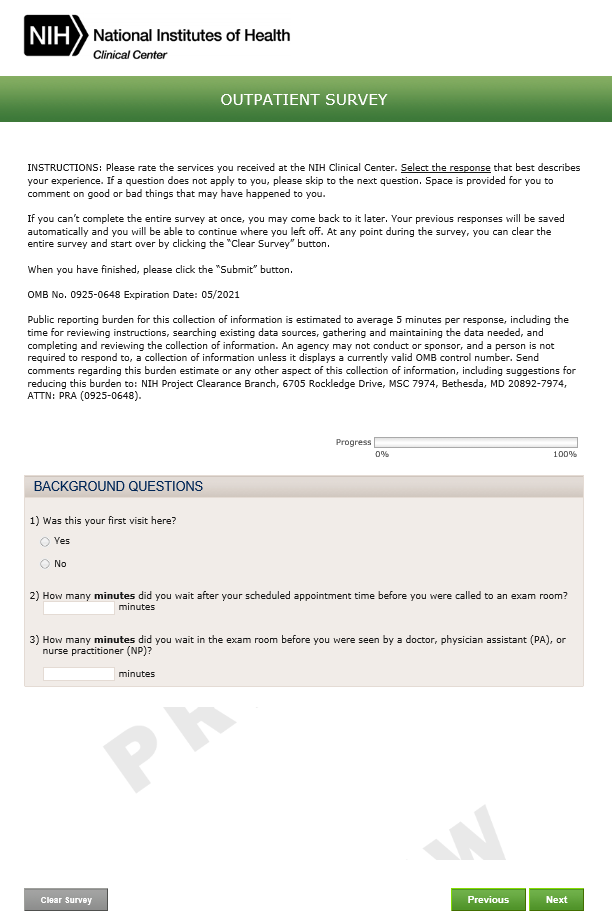 NIH National Institutes of Health
Clinical Center
OUTPATIENT SURVEY
INSTRUCTIONS: Please rate the services you received at the NIH Clinical Center. Select the response that best describes
your experience. If a question does not apply to you, please skip to the next question. Space is provided for you to
comment on good or bad things that may have happened to you.
If you can't complete the entire survey at once, you may come back to it later. Your previous responses will be saved
automatically and you will be able to continue where you left off. At any point during the survey, you can clear the
entire survey and start over by clicking the "Clear Survey" button.
When you have finished, please click the "Submit" button.
OMB No. 0925-0648 Expiration Date: 05/2021
Public reporting burden for this collection of information is estimated to average 5 minutes per response, including the
time for reviewing instructions, searching existing data sources, gathering and maintaining the data needed, and
completing and reviewing the collection of information. An agency may not conduct or sponsor, and a person is not
required to respond to, a collection of information unless it displays a currently valid OMB control number. Send
comments regarding this burden estimate or any other aspect of this collection of information, including suggestions for
reducing this burden to: NIH Project Clearance Branch, 6705 Rockledge Drive, MSC 7974, Bethesda, MD 20892-7974,
ATTN: PRA (0925-0648).
Progress
0% 100%
BACKGROUND QUESTIONS
1) Was this your first visit here?
Yes
No
2) How many minutes did you wait after your scheduled appointment time before you were called to an exam room?
minutes
3) How many minutes did you wait in the exam room before you were seen by a doctor, physician assistant (PA), or
nurse practitioner (NP)?
minutes
Clear Survey Previous Next